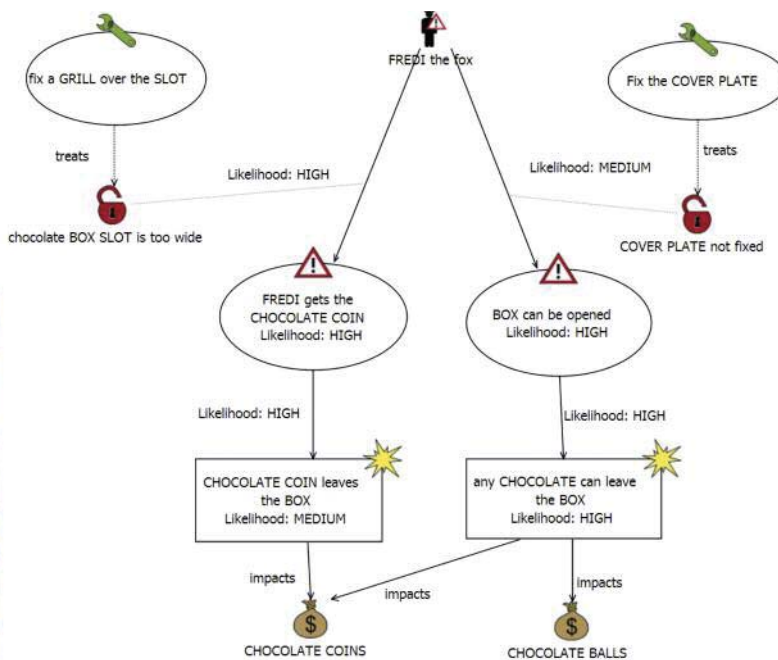 FREDI the fox
fix a GRILL over the SLOT
Fix the COVER PLATE
treats
treats
Likelihood: HIGH
Likelihood: MEDIUM
chocolate BOX SLOT is too wide
COVER PLATE not fixed
FREDI gets the
CHOCOLATE COIN
Likelihood: HIGH
BOX can be opened
Likelihood: HIGH
Likelihood: HIGH
Likelihood: HIGH
CHOCOLATE COIN leaves
the BOX
Likelihood: MEDIUM
any CHOCOLATE can leave
the BOX
Likelihood: HIGH
impacts
impacts
impacts
$
$
CHOCOLATE COINS
CHOCOLATE BALLS